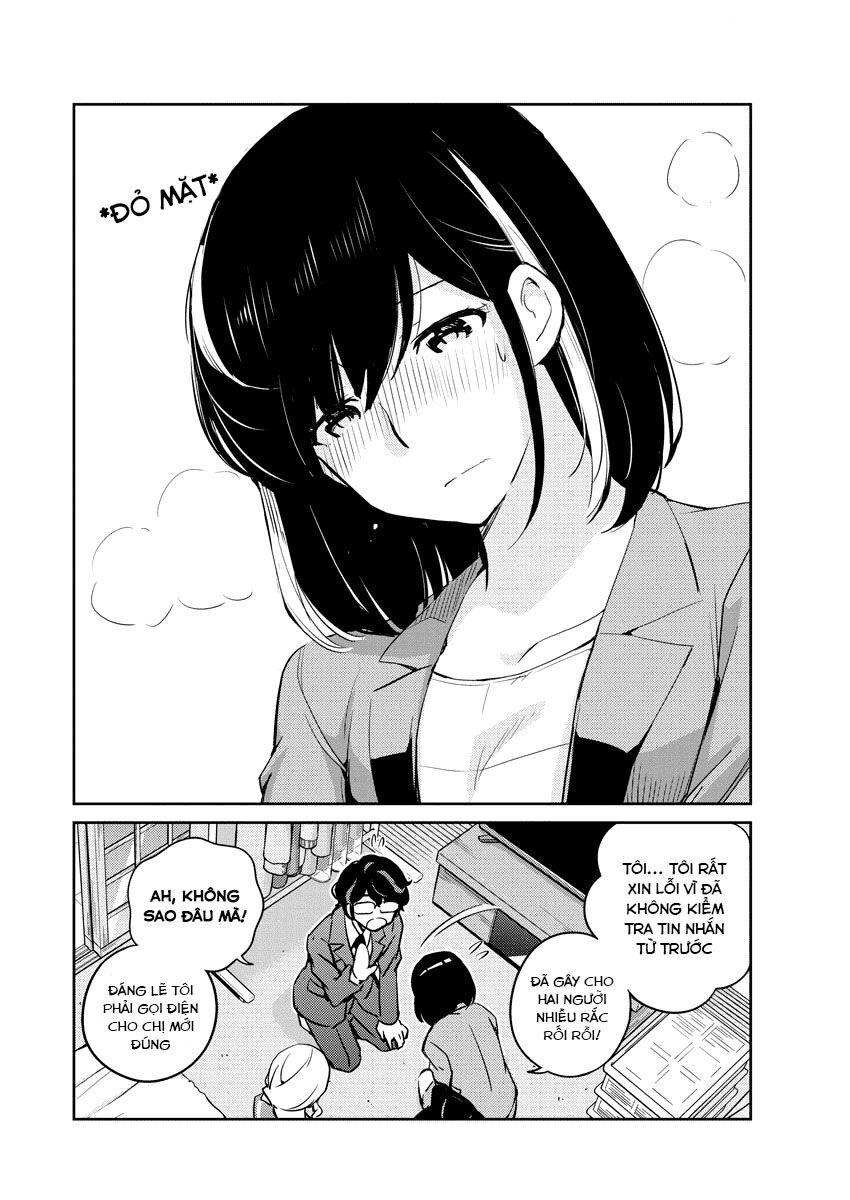 *ĐỎ MẶT*
TÔI... TÔI RẤT
XIN LỖI VÌ ĐÃ
KHÔNG KIỂM
TRA TIN NHẮN
TỪ TRƯỚC
ĐÃ GÂY CHO
HAI NGƯỜI
NHIỀU RẮC
RỐI RỒI!
AH, KHÔNG
SAO ĐÂU MÀ!
ĐÁNG LẼ TÔI
PHẢI GỌI ĐIỆN
CHO CHỊ MỚI
ĐÚNG